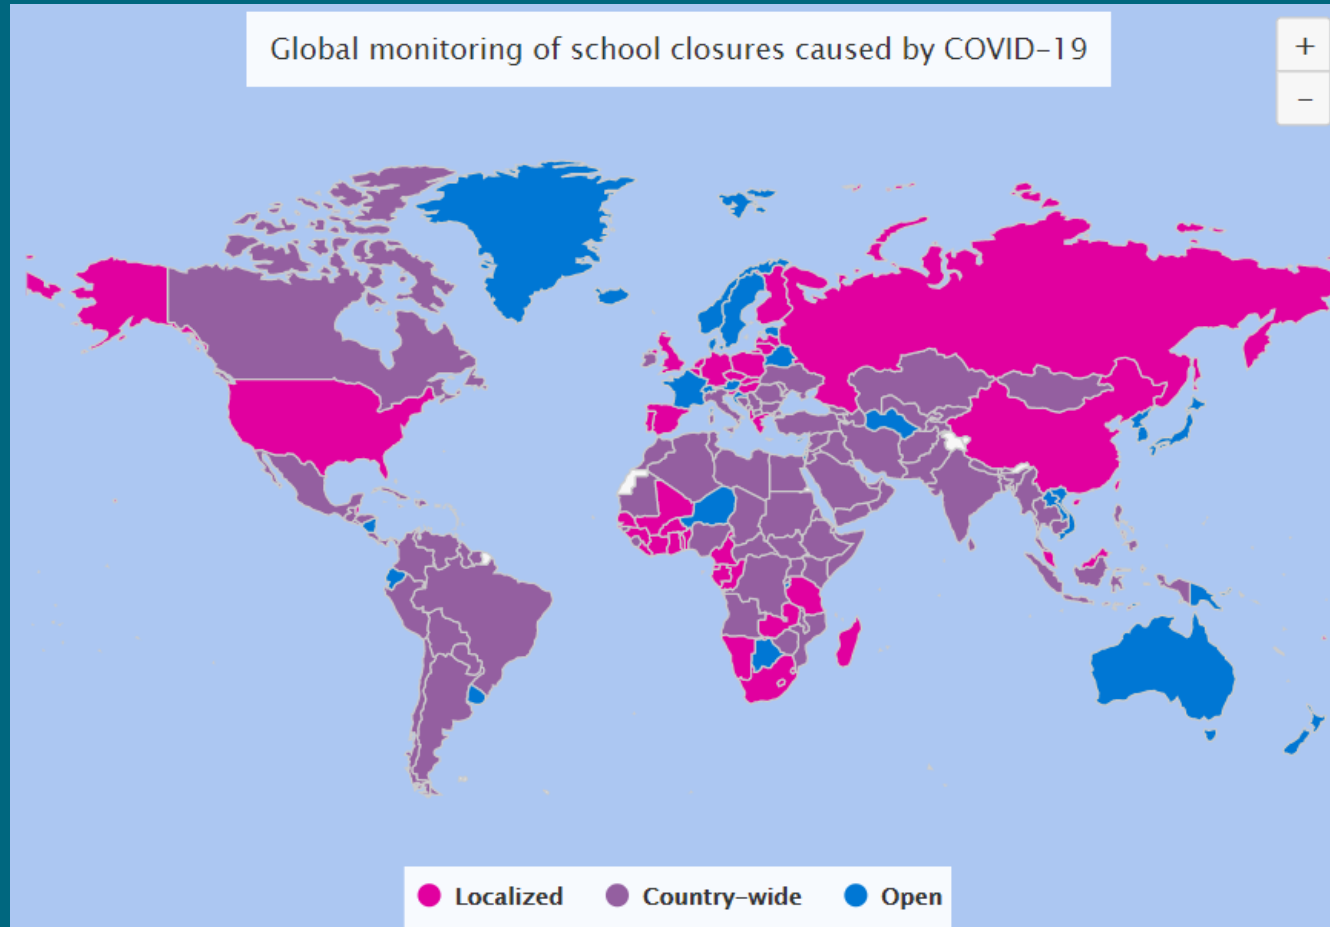 Global monitoring of school closures caused by COVID-19
+
−
Localized
Country-wide
Open